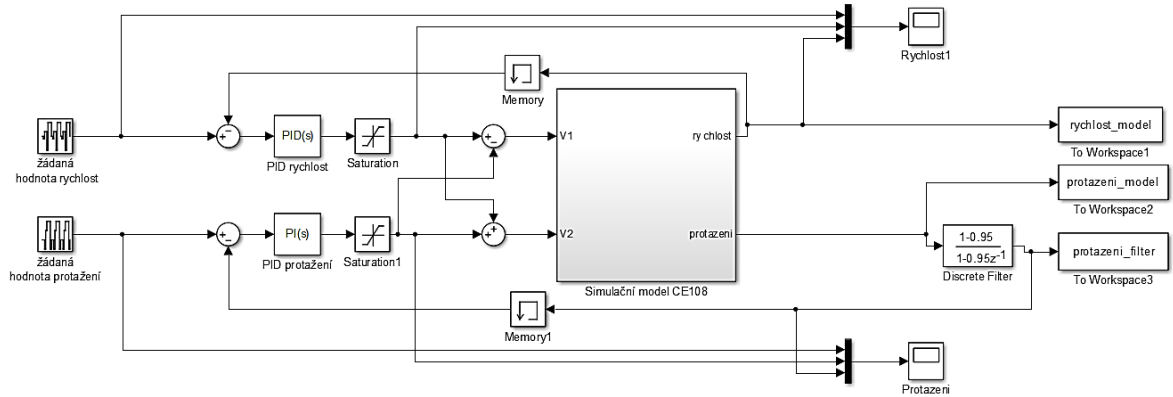 Rychlost1
Memory
žádaná
hodnota rychlost
PID(s)
PID rychlost
Saturation
V1
rychlost
rychlost_model
To Workspace1
protazeni_model
To Workspace2
žádaná
hodnota protažení
PI(s)
PID protažení
Saturation1
V2
protazeni
1-0.95
1-0.95z-1
Discrete Filter
protazeni_filter
To Workspace3
Simulační model CE108
Memory1
Protazeni